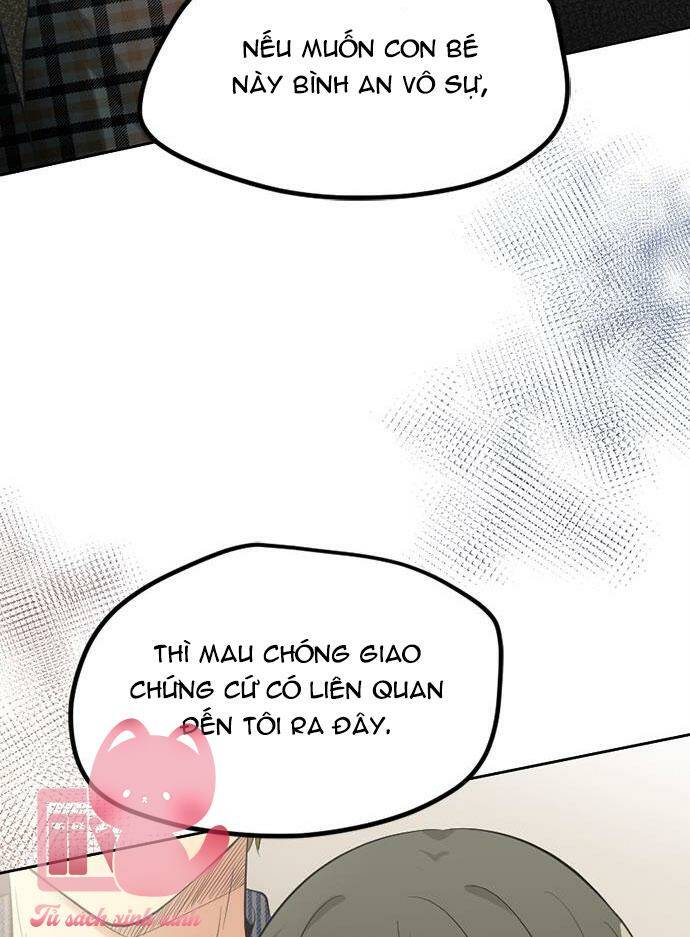 NẾU MUỐN CON BÉ
NÀY BÌNH AN VÔ SỰ,
THÌ MAU CHÓNG GIAO
CHỨNG CỨ CÓ LIÊN QUAN
ĐẾN TÔI RA ĐÂY.
Tủ sách xinh xinh